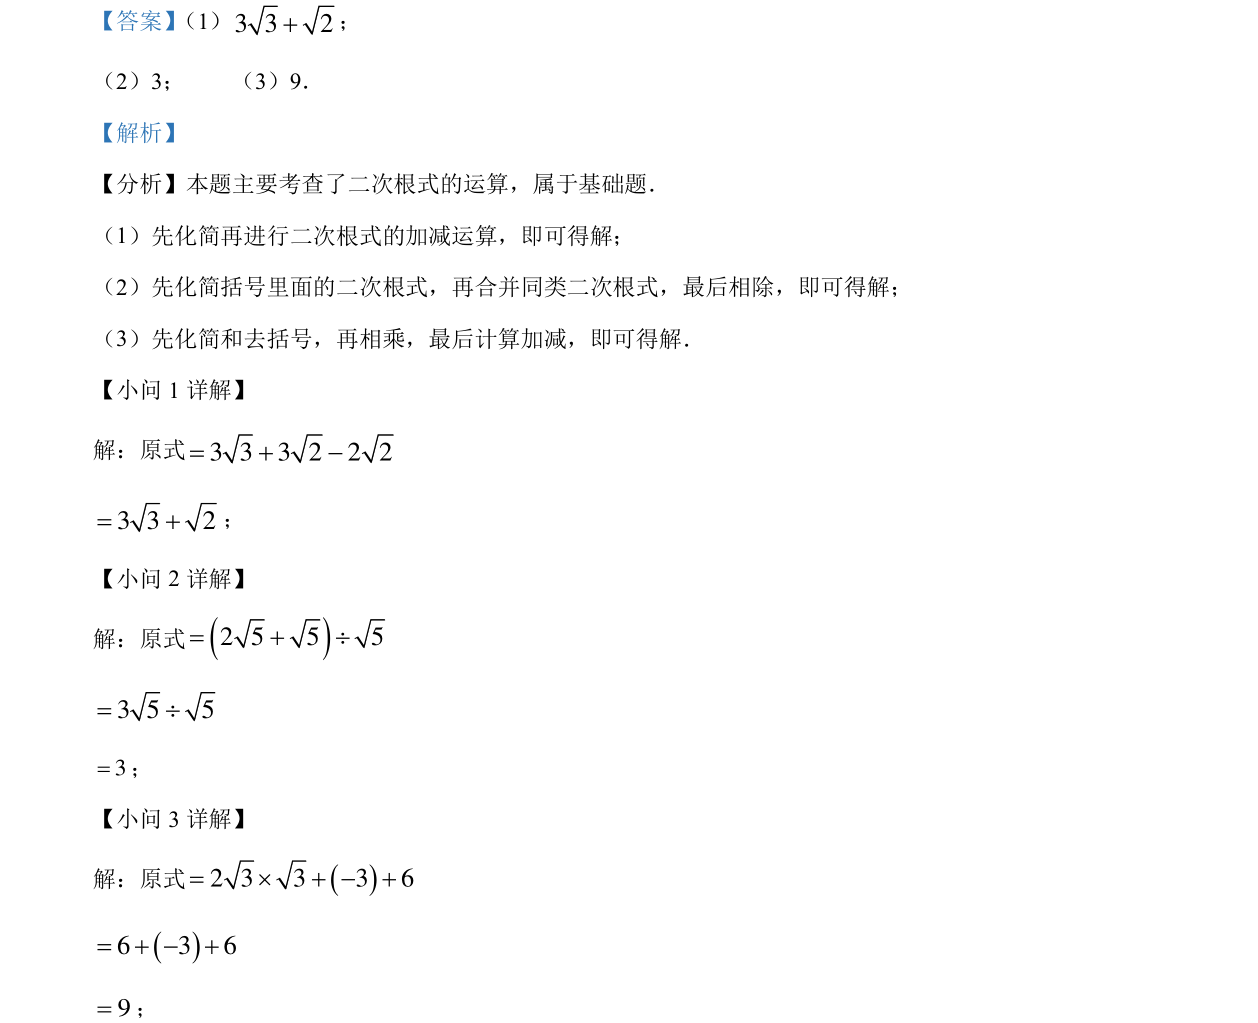 【答案】（1）3√3+√2；
（2）3； （3）9．
【解析】
【分析】本题主要考查了二次根式的运算，属于基础题．
（1）先化简再进行二次根式的加减运算，即可得解；
（2）先化简括号里面的二次根式，再合并同类二次根式，最后相除，即可得解；
（3）先化简和去括号，再相乘，最后计算加减，即可得解．
【小问 1 详解】
解：原式=3√3+3√2−2√2
=3√3+√2；
【小问 2 详解】
解：原式=(2√5+√5)÷√5
=3√5÷√5
=3；
【小问 3 详解】
解：原式=2√3×√3+(−3)+6
=6+(−3)+6
=9；